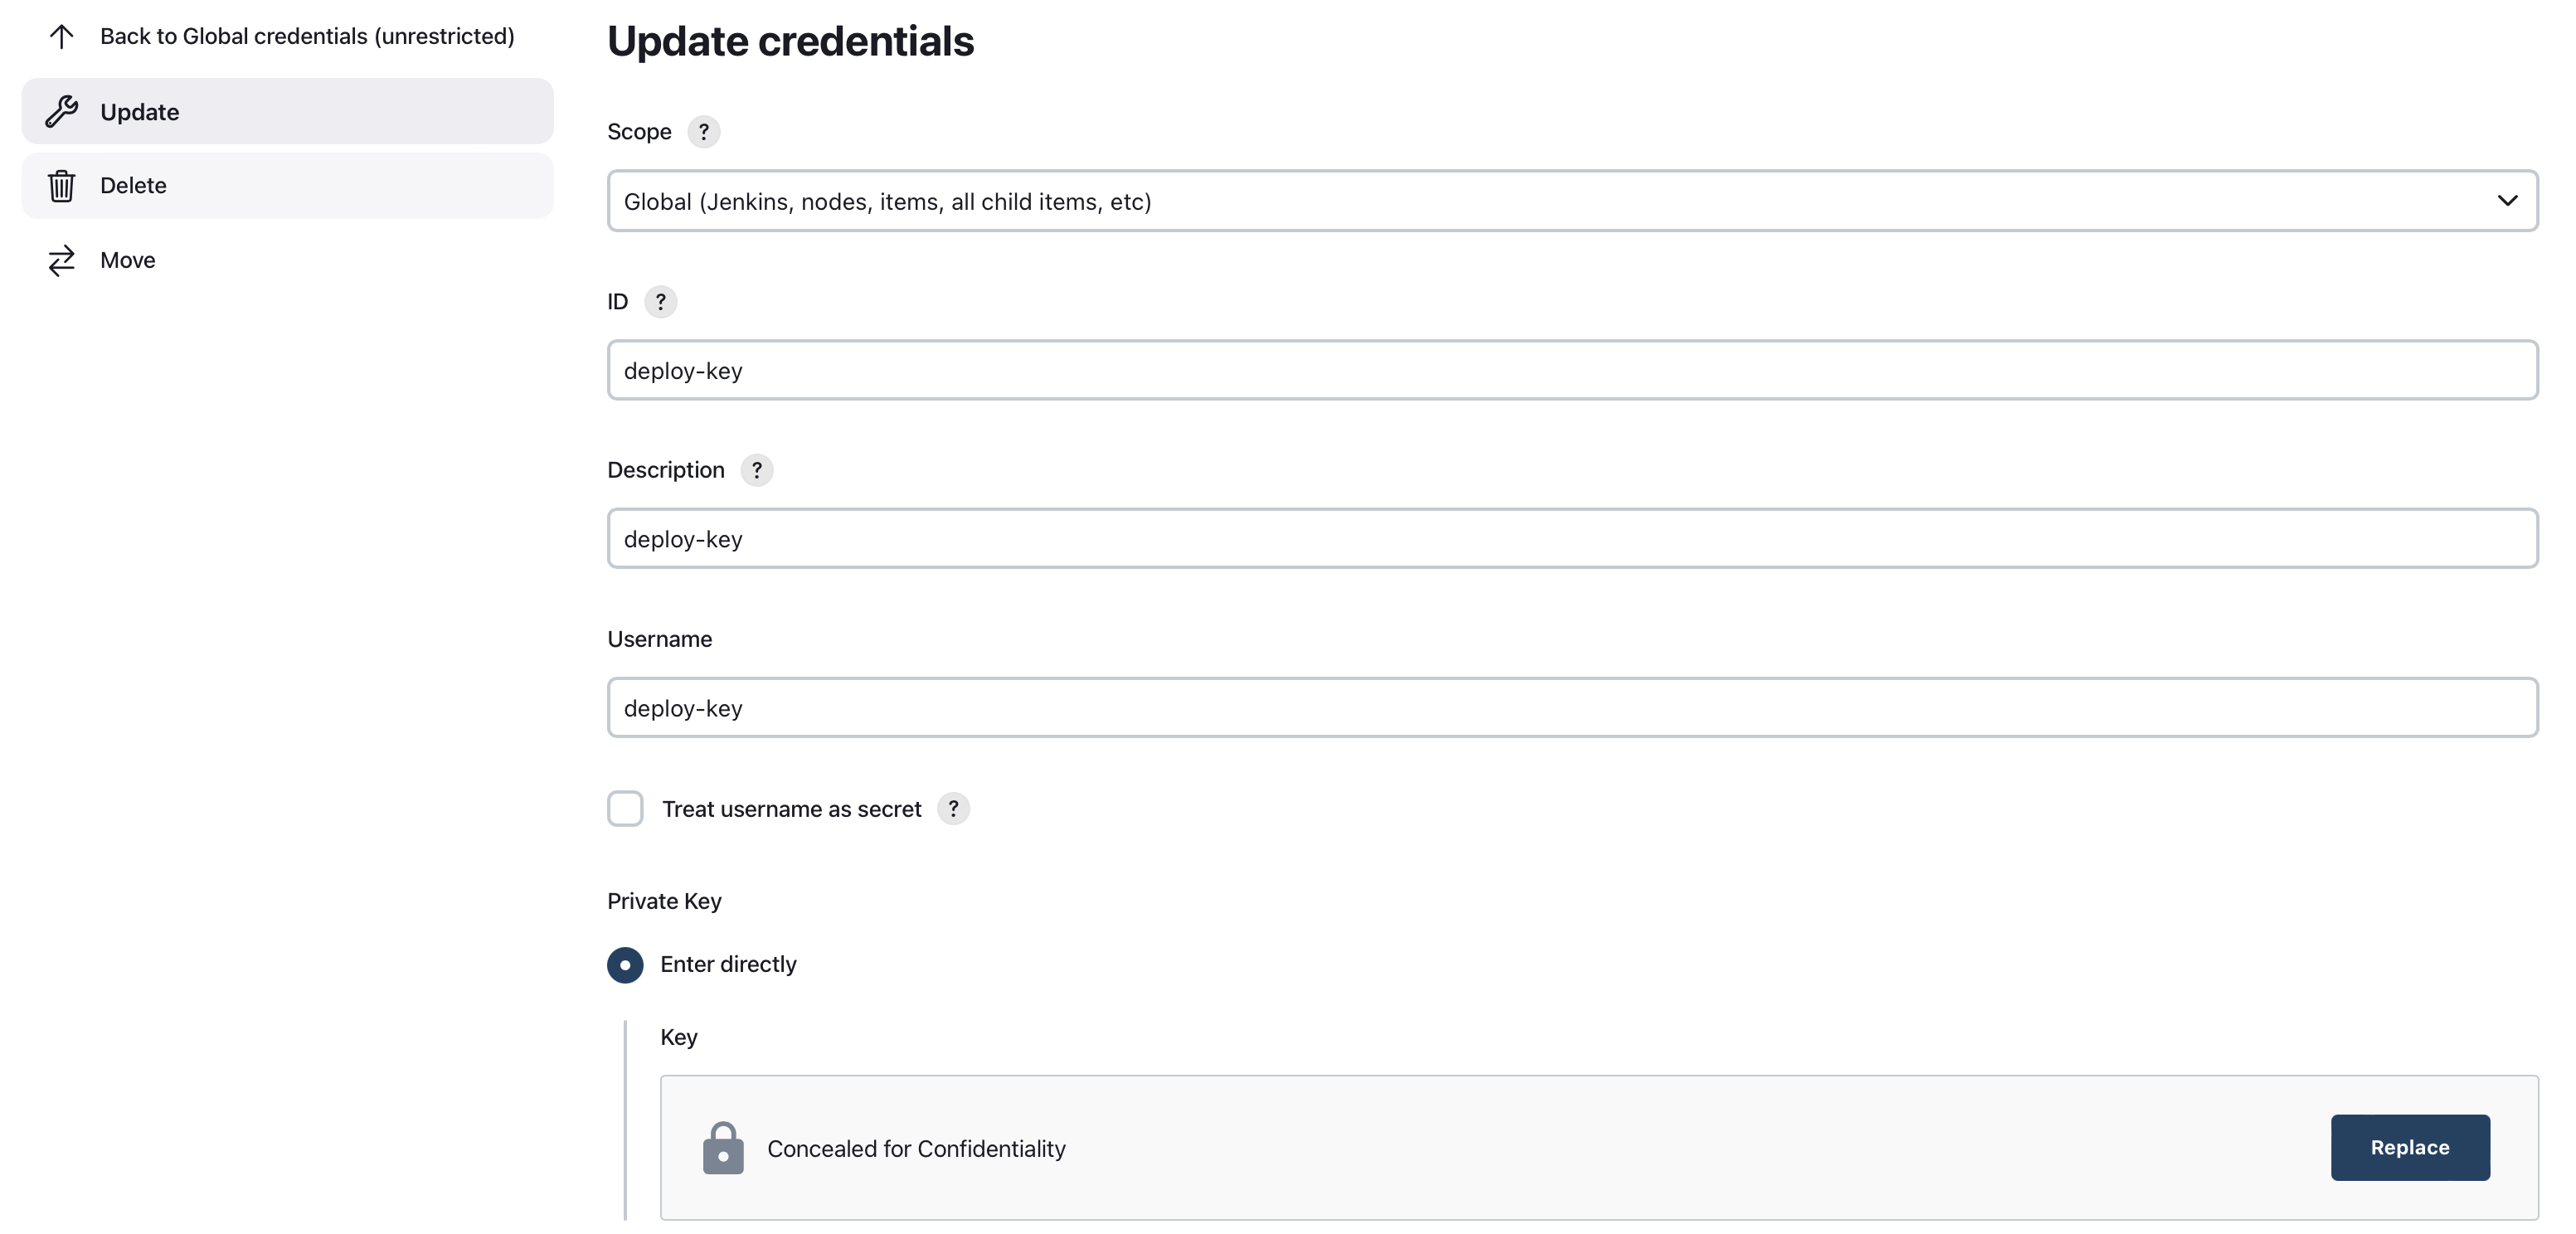 Back to Global credentials (unrestricted)
Update
Delete
Move
Update credentials
Scope ?
Global (Jenkins, nodes, items, all child items, etc)
ID ?
deploy-key
Description ?
deploy-key
Username
deploy-key
Treat username as secret ?
Private Key
Enter directly
Key
Concealed for Confidentiality
Replace